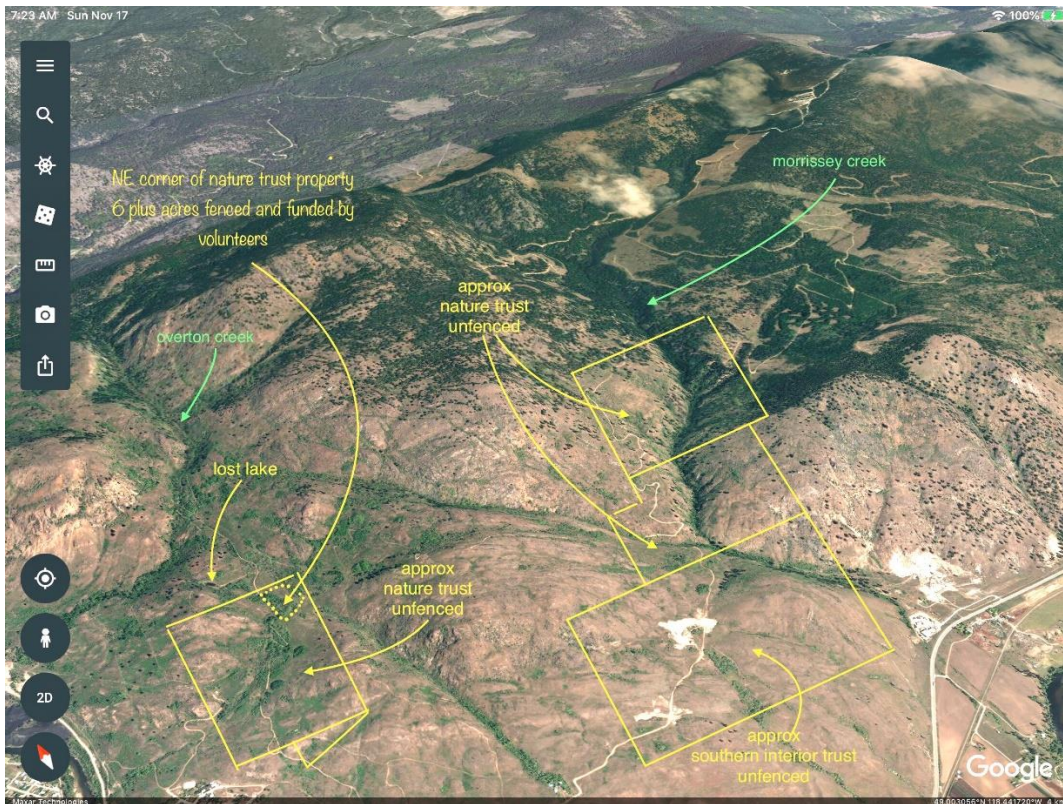 7:23 AM Sun Nov 17
100%
morrissey creek
NE corner of nature trust property
6 plus acres fenced and funded by
volunteers
approx
nature trust
unfenced
overton creek
lost lake
approx
nature trust
unfenced
2D
approx
southern interior trust
unfenced
Google
Maxar Technologies